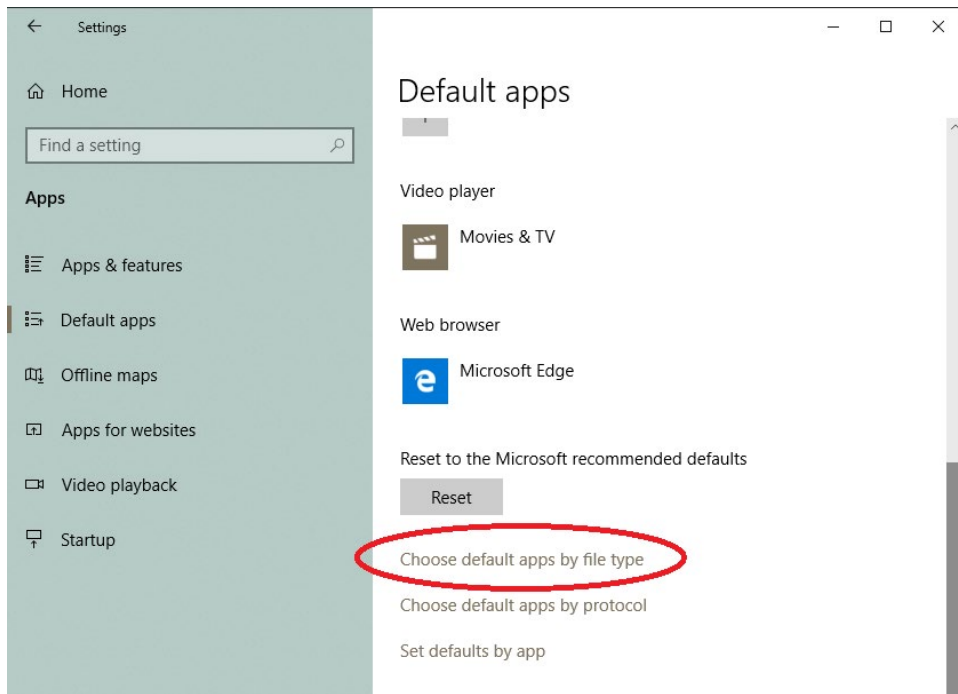 Settings
Home
Find a setting
Apps
Apps & features
Default apps
Offline maps
Apps for websites
Video playback
Startup
Default apps
Video player
Movies & TV
Web browser
Microsoft Edge
Reset to the Microsoft recommended defaults
Reset
Choose default apps by file type
Choose default apps by protocol
Set defaults by app